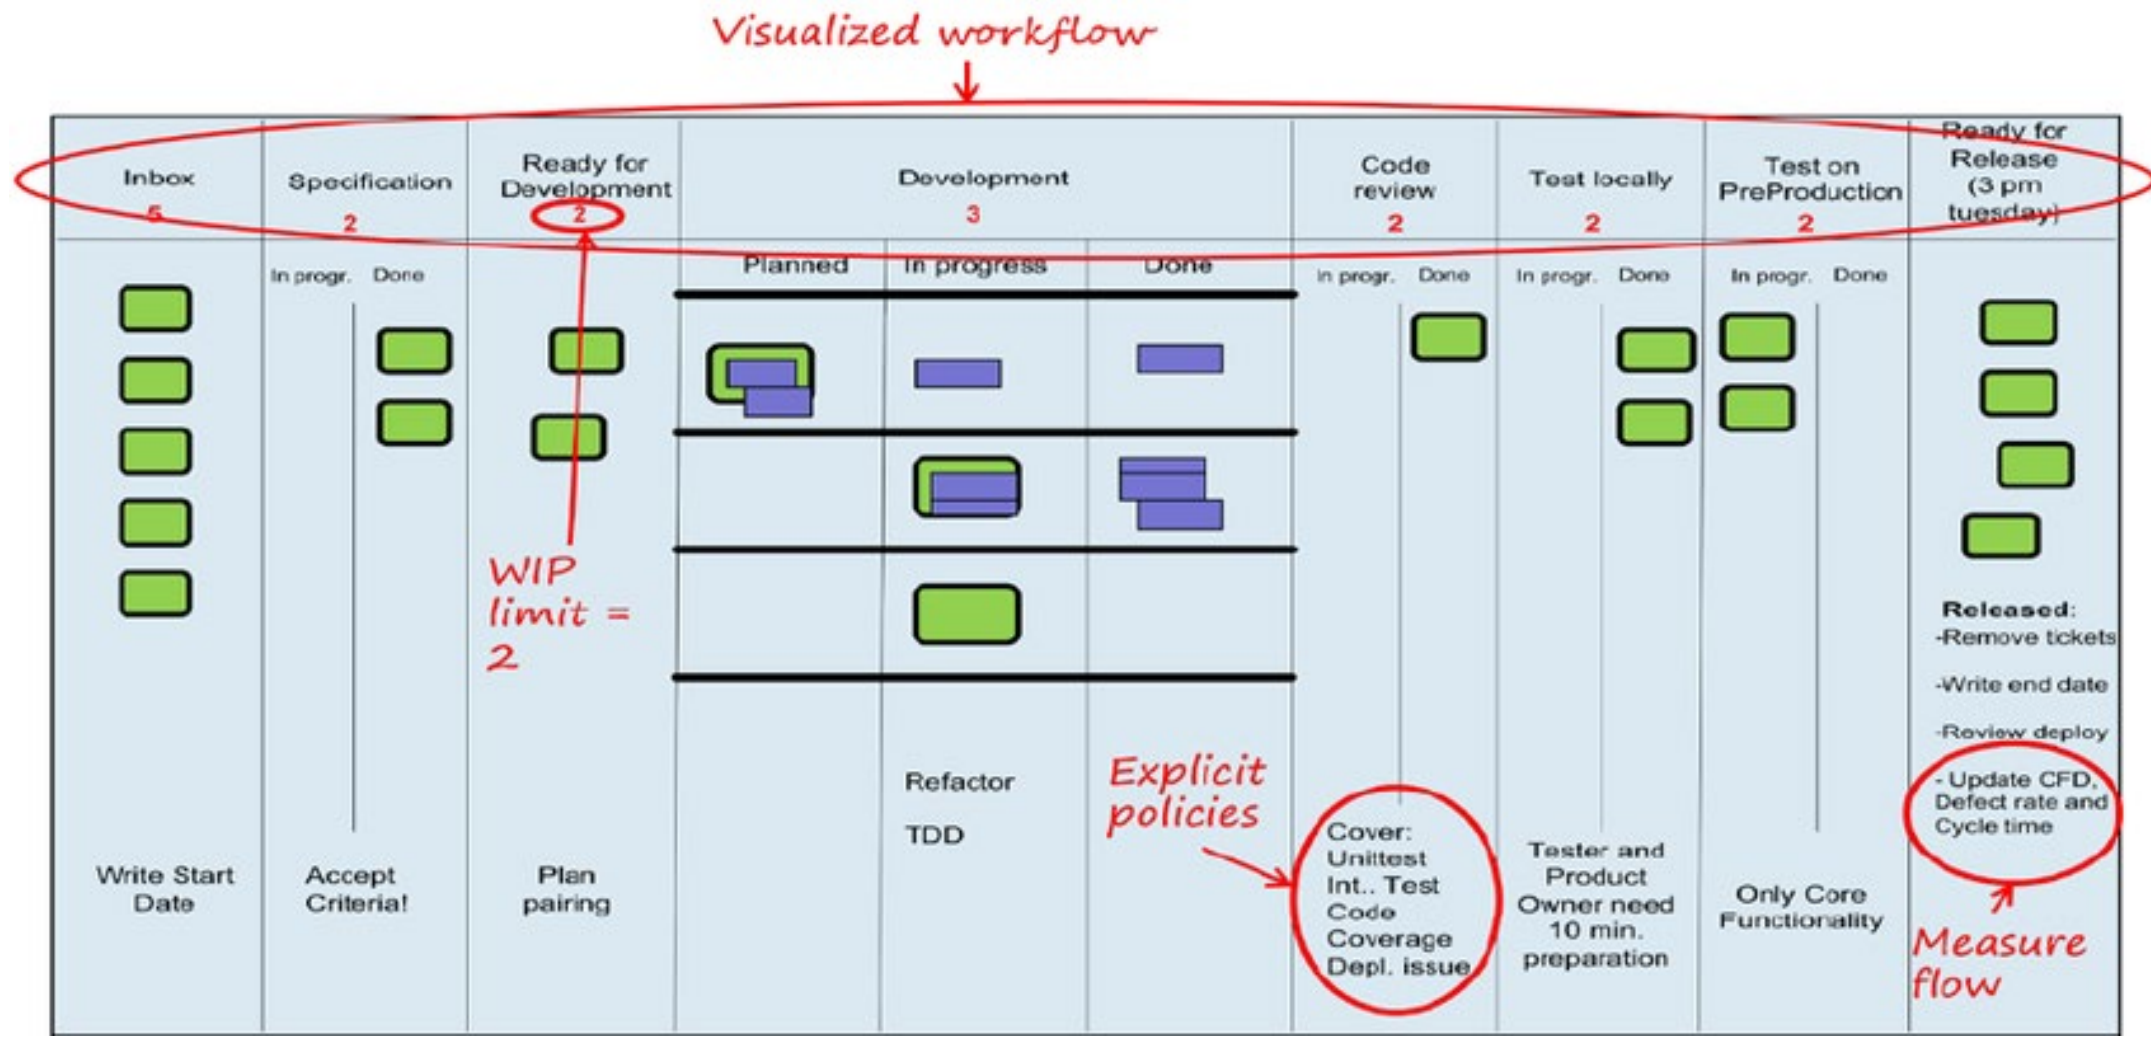 Visualized workflow
Inbox
5
Specification
2
Ready for
Development
2
Development
3
Code
review
2
Test locally
2
Test on
PreProduction
2
Ready for
Release
(3 pm
tuesday)
In progr. Done
Planned
In progress
Done
In progr. Done
In progr. Done
In progr. Done
WIP
limit =
2
Released:
-Remove tickets
-Write end date
-Review deploy
- Update CFD,
Defect rate and
Cycle time
Refactor
TDD
Explicit
policies
Write Start
Date
Accept
Criteria!
Plan
pairing
Cover:
Unittest
Int.. Test
Code
Coverage
Depl. issue
Tester and
Product
Owner need
10 min.
preparation
Only Core
Functionality
Measure
flow